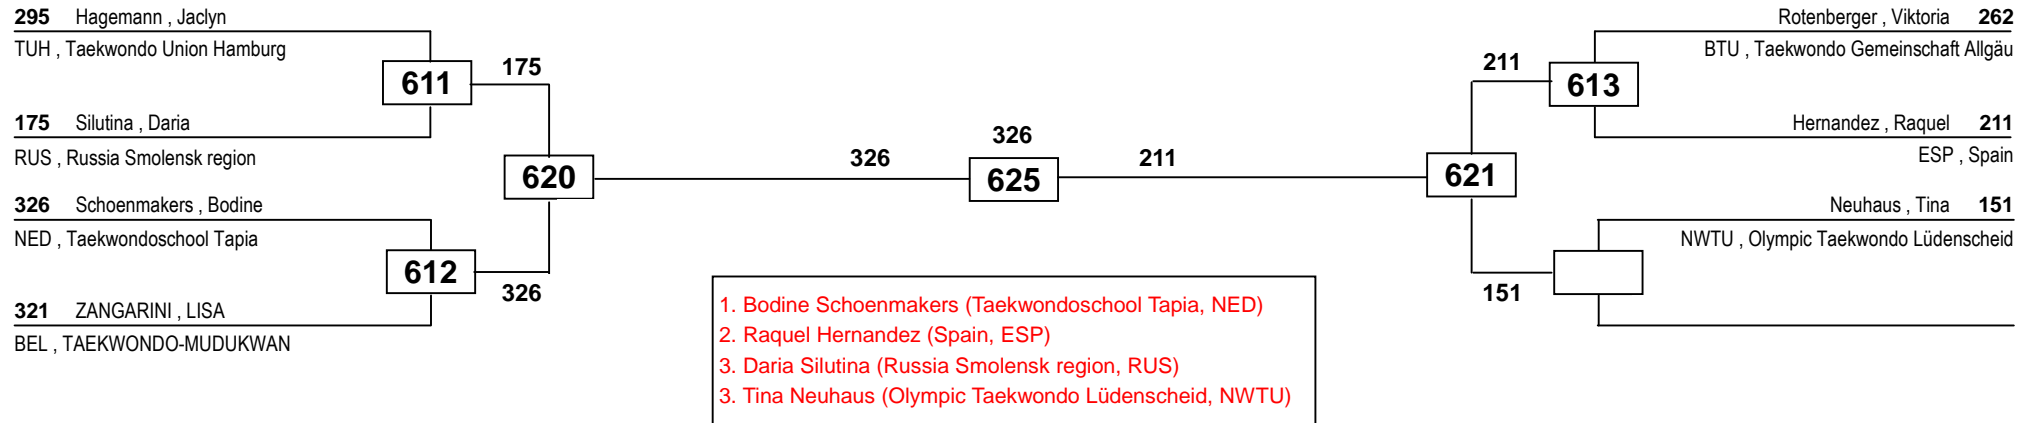 295 Hagemann , Jaclyn
TUH , Taekwondo Union Hamburg
611
175
175 Silutina , Daria
RUS , Russia Smolensk region
620
326
326 Schoenmakers , Bodine
NED , Taekwondoschool Tapia
612
326
321 ZANGARINI , LISA
BEL , TAEKWONDO-MUDUKWAN
326
625
211
Rotenberger , Viktoria 262
BTU , Taekwondo Gemeinschaft Allgäu
211
613
Hernandez , Raquel 211
ESP , Spain
621
Neuhaus , Tina 151
NWTU , Olympic Taekwondo Lüdenscheid
151
1. Bodine Schoenmakers (Taekwondoschool Tapia, NED)
2. Raquel Hernandez (Spain, ESP)
3. Daria Silutina (Russia Smolensk region, RUS)
3. Tina Neuhaus (Olympic Taekwondo Lüdenscheid, NWTU)